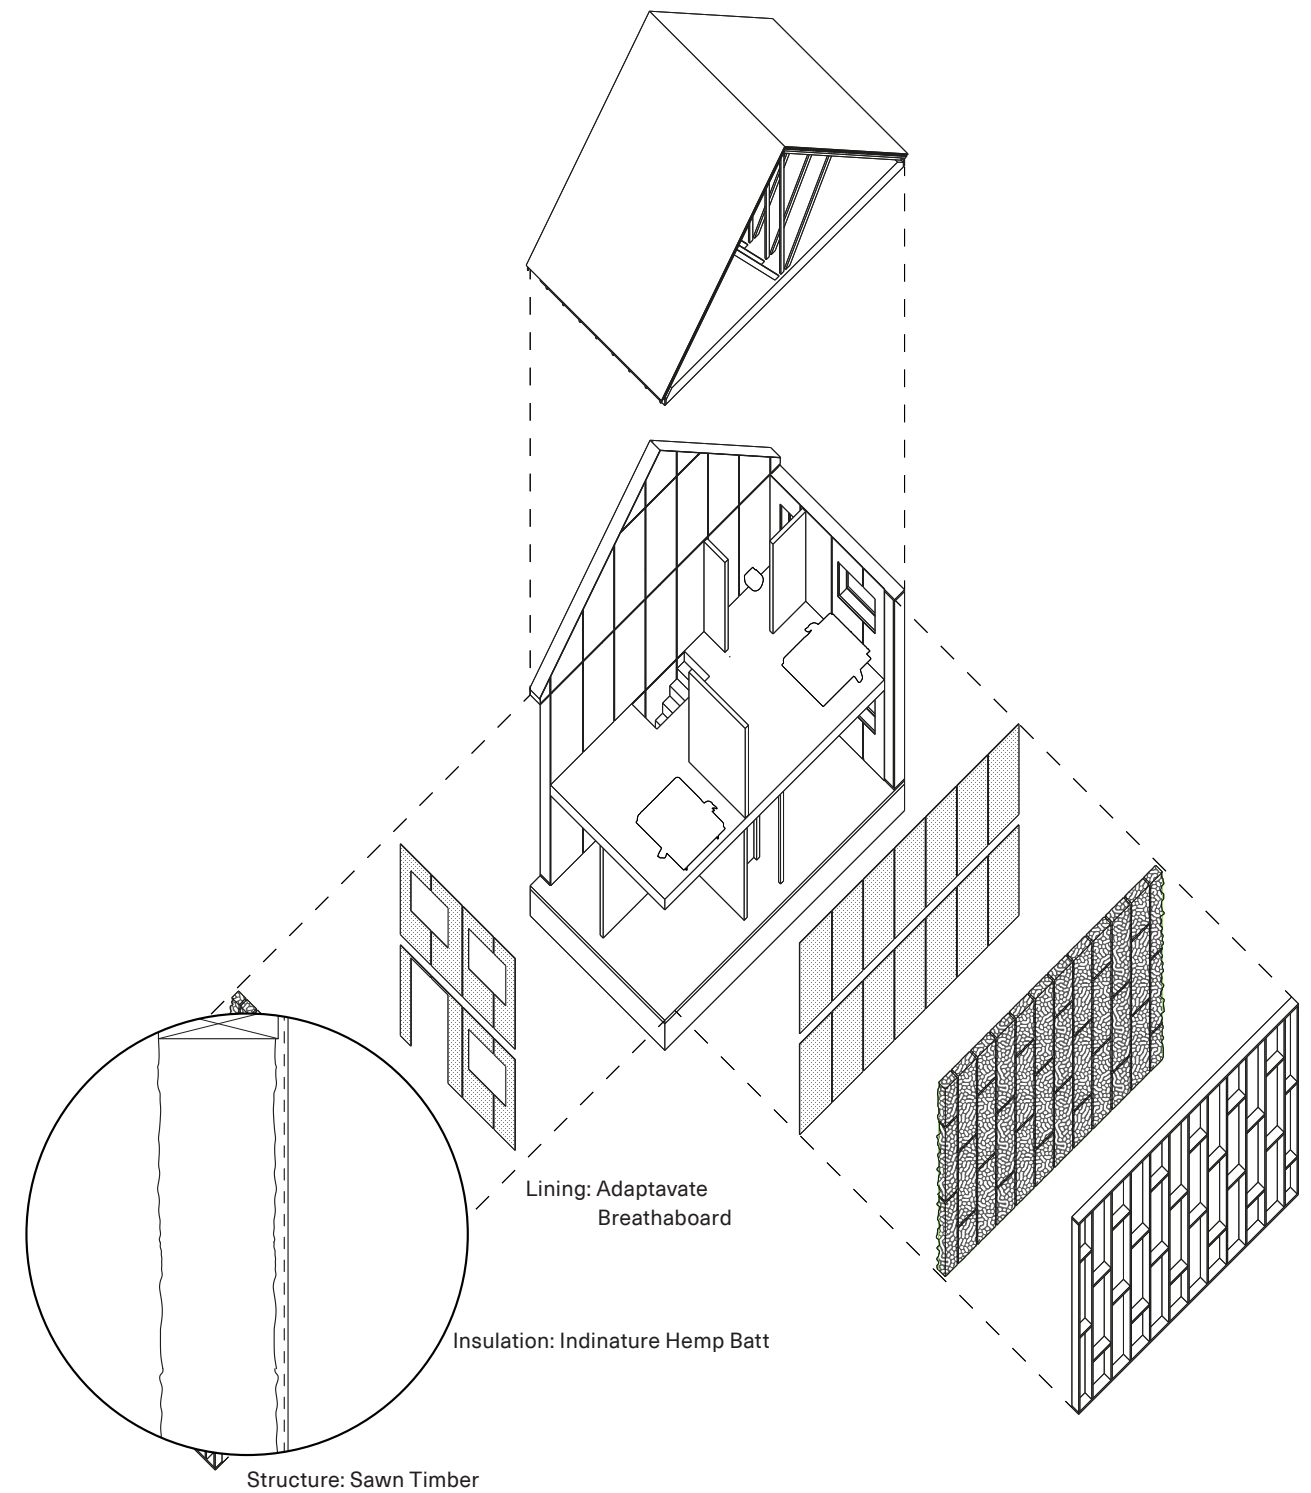 Lining: Adaptavate
Breathaboard
Insulation: Indinature Hemp Batt
Structure: Sawn Timber